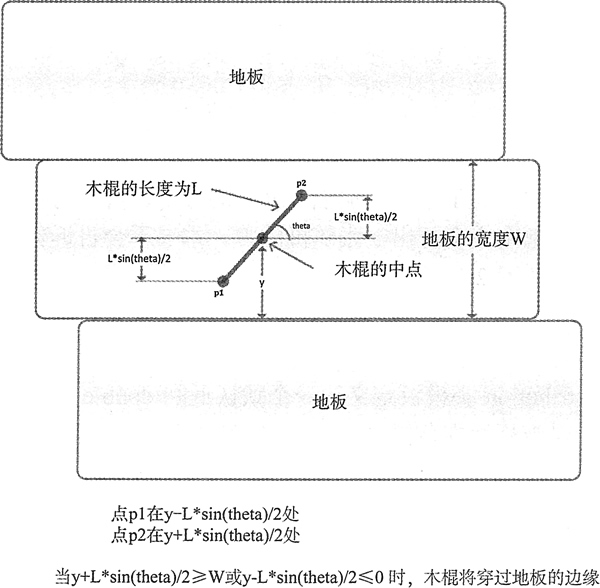 地板
p2
木棍的长度为L
L*sin(theta)/2
theta
地板的宽度W
L*sin(theta)/2
木棍的中点
p1
y
地板
点p1在y-L*sin(theta)/2处
点p2在y+L*sin(theta)/2处
当y+L*sin(theta)/2≥W或y-L*sin(theta)/2≤0 时，木棍将穿过地板的边缘